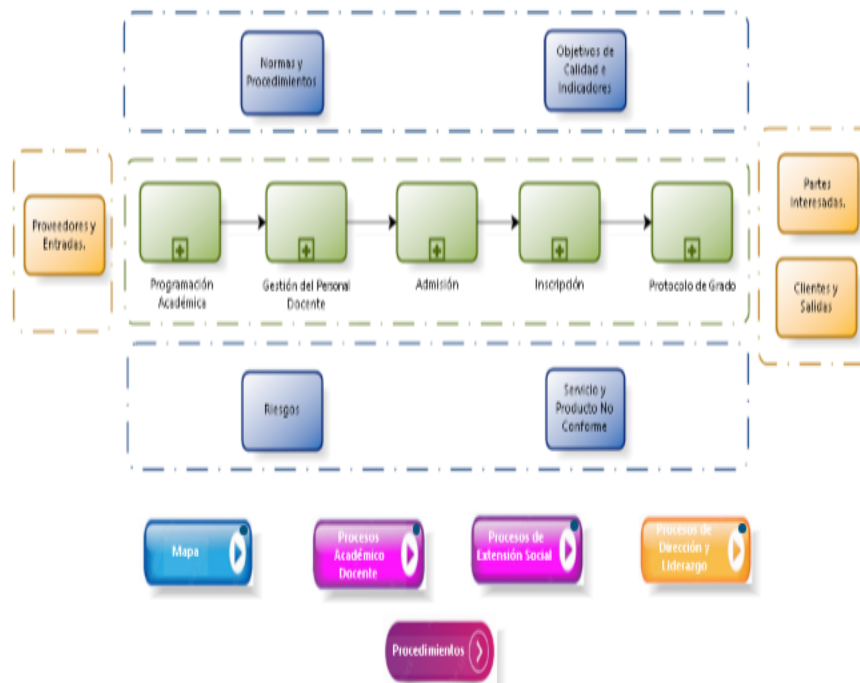 Normas y
Procedimientos
Objetivos de
Calidad e
Indicadores
Proveedores y
Entradas.
Programación
Académica
Gestión del Personal
Docente
Admisión
Inscripción
Protocolo de Grado
Partes
Interesadas.
Clientes y
Salidas
Riesgos
Servicio y
Producto No
Conforme
Mapa
Procesos
Académico
Docente
Procesos de
Extensión Social
Procesos de
Dirección y
Liderazgo
Procedimientos